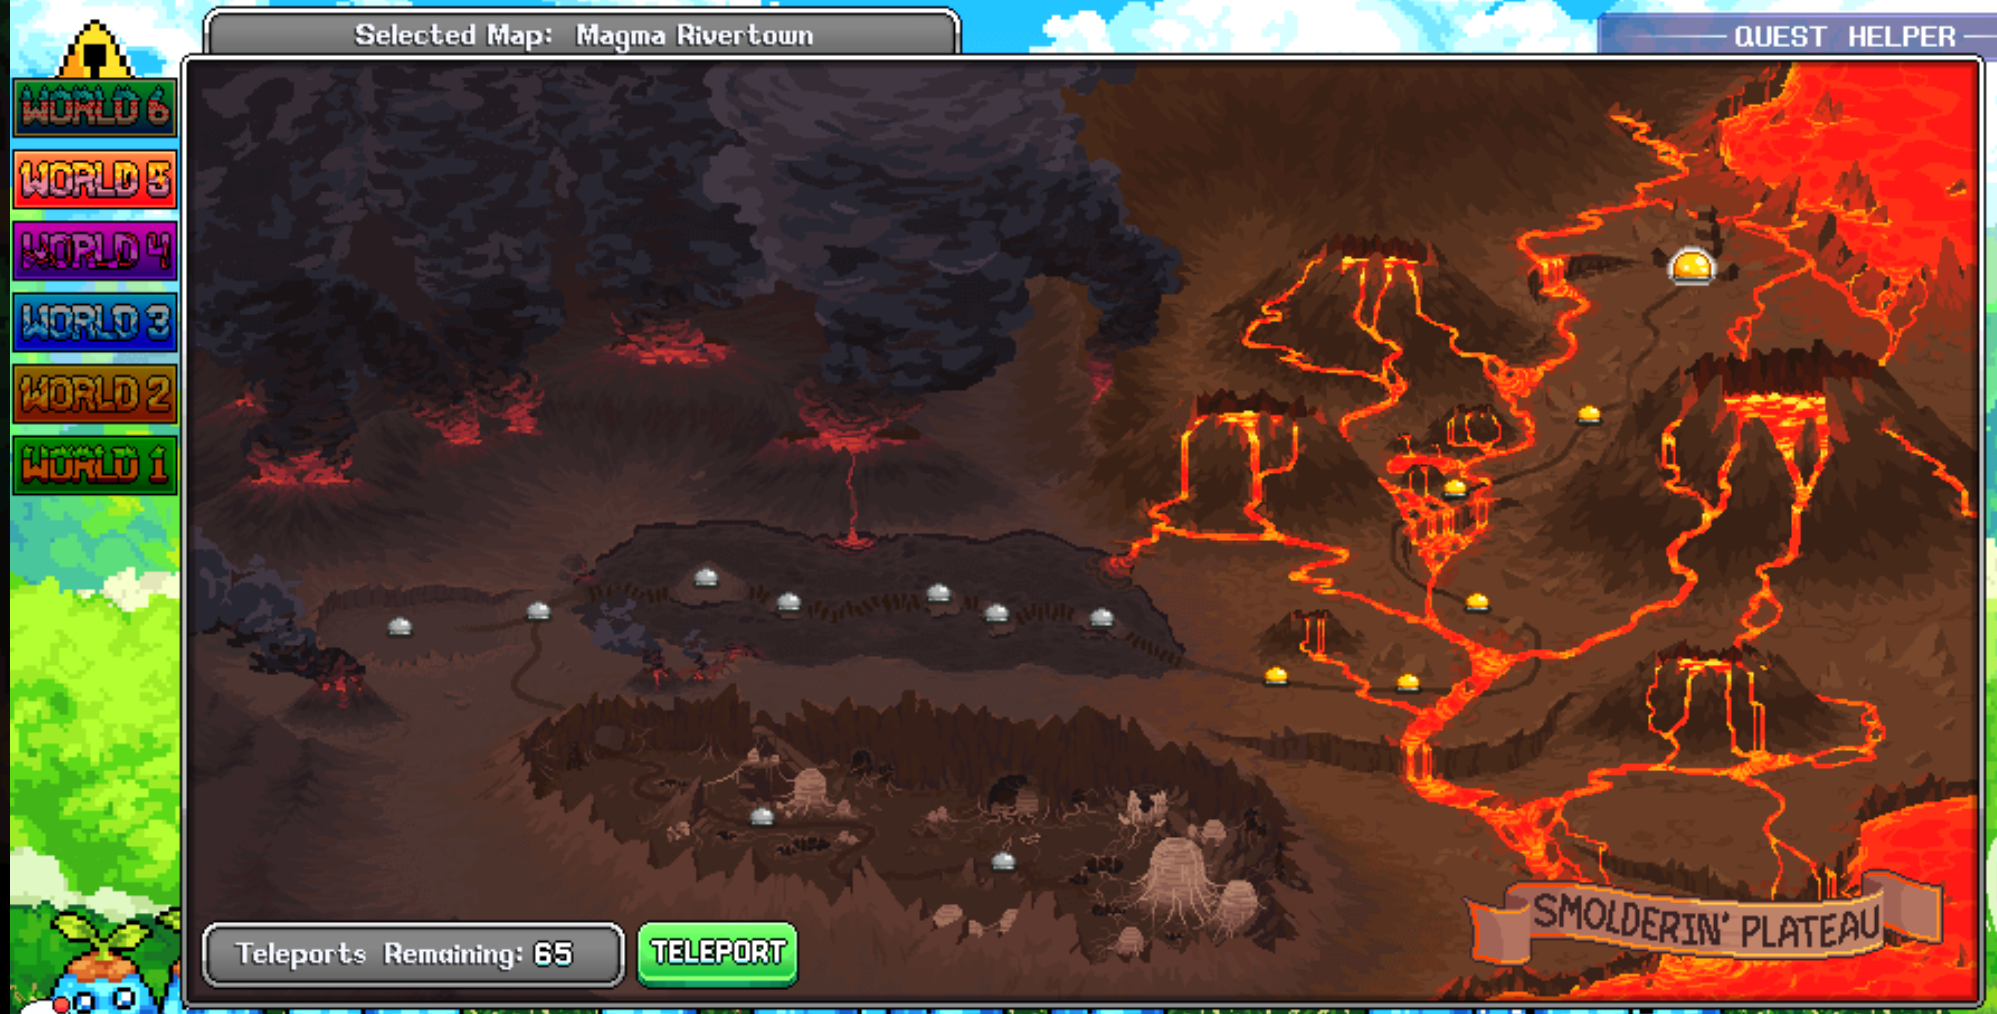 Selected Map: Magma Rivertown
QUEST HELPER
WORLD 6
WORLD 5
WORLD 4
WORLD 3
WORLD 2
WORLD 1
SMOLDERIN' PLATEAU
Teleports Remaining: 65
TELEPORT